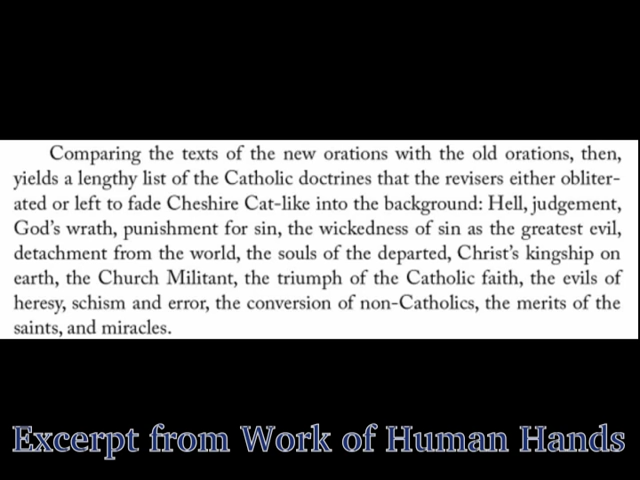 Comparing the texts of the new orations with the old orations, then,
yields a lengthy list of the Catholic doctrines that the revisers either obliter-
ated or left to fade Cheshire Cat-like into the background: Hell, judgement,
God's wrath, punishment for sin, the wickedness of sin as the greatest evil,
detachment from the world, the souls of the departed, Christ's kingship on
earth, the Church Militant, the triumph of the Catholic faith, the evils of
heresy, schism and error, the conversion of non-Catholics, the merits of the
saints, and miracles.
Excerpt from Work of Human Hands